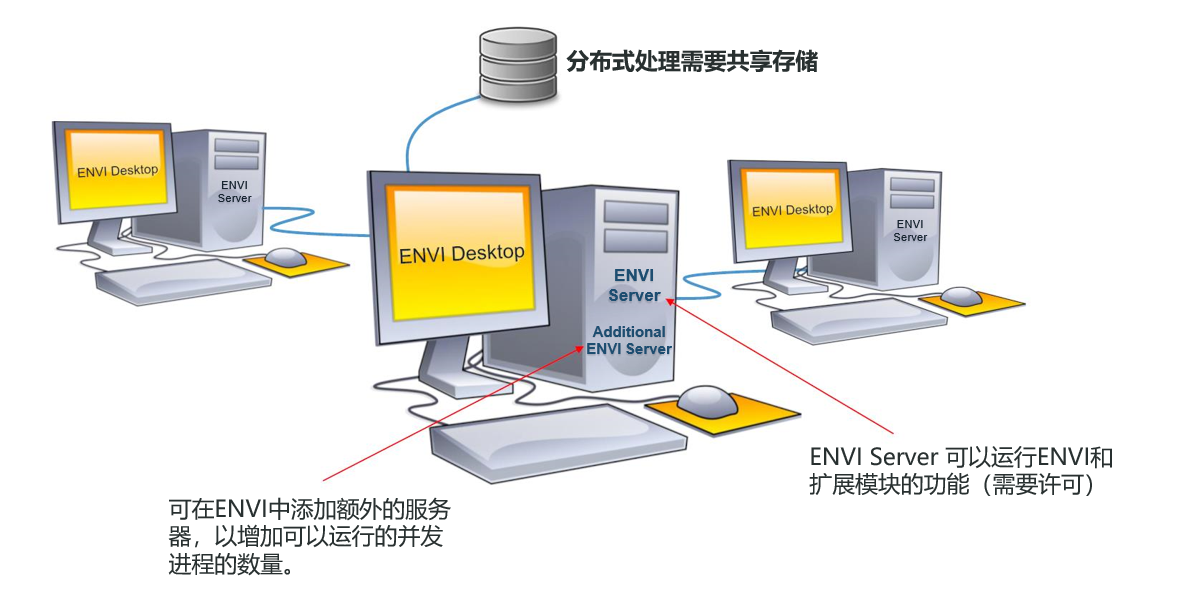 分布式处理需要共享存储
ENVI Desktop
ENVI
Server
ENVI Desktop
ENVI
Server
Additional
ENVI Server
ENVI Desktop
ENVI
Server
ENVI Server 可以运行ENVI和
扩展模块的功能（需要许可）
可在ENVI中添加额外的服务
器，以增加可以运行的并发
进程的数量。